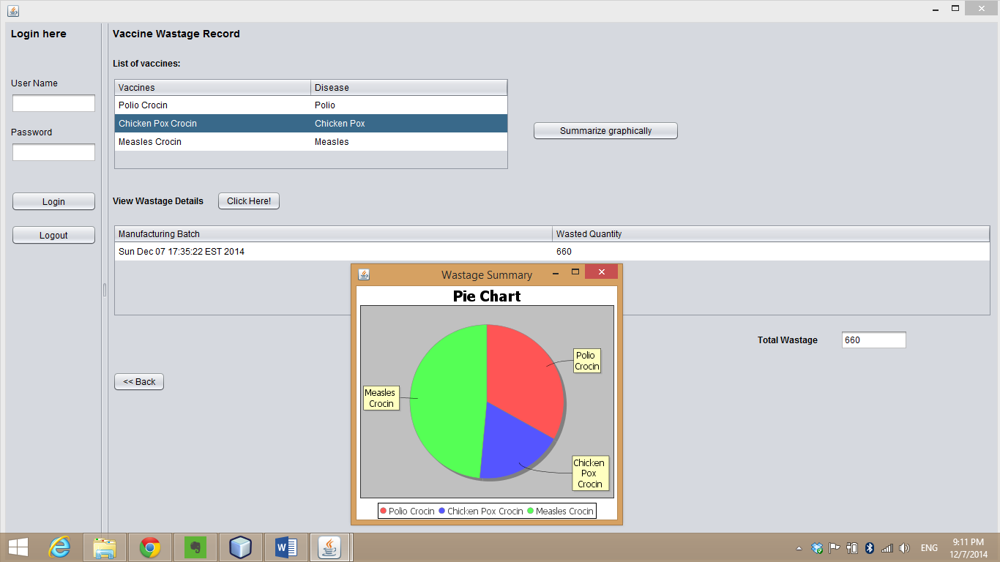 Login here
Vaccine Wastage Record
List of vaccines:
User Name
Password
Login
Logout
Vaccines Disease
Polio Crocin Polio
Chicken Pox Crocin Chicken Pox
Measles Crocin Measles
Summarize graphically
View Wastage Details Click Here!
Manufacturing Batch Wasted Quantity
Sun Dec 07 17:35:22 EST 2014 660
Wastage Summary
Pie Chart
Polio
Crocin
Measles
Crocin
Chicken
Pox
Crocin
Polio Crocin Chicken Pox Crocin Measles Crocin
Total Wastage 660
<< Back
ENG
9:11 PM
12/7/2014